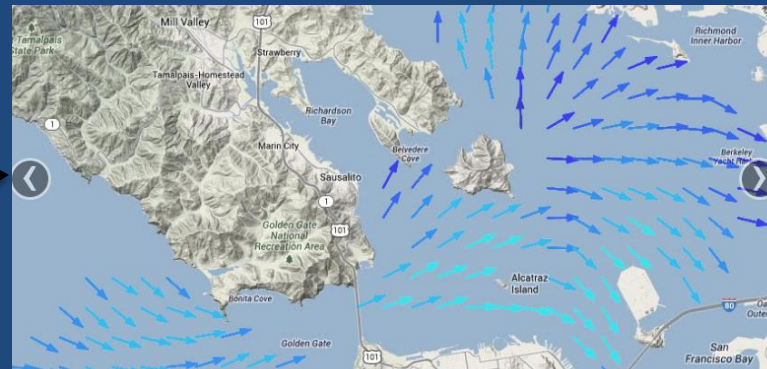 Tamalpais
State Park
Mill Valley
101
Strawberry
Richmond
Inner Harbor
Tamalpais-Homestead
Valley
Richardson
Bay
1
Marin City
Belvedere
Cove
Berkeley
Sausalito
1
Golden Gate
National
Recreation Area
101
Alcatraz
Island
Bonita Cove
80
Golden Gate
101
San
Francisco Bay